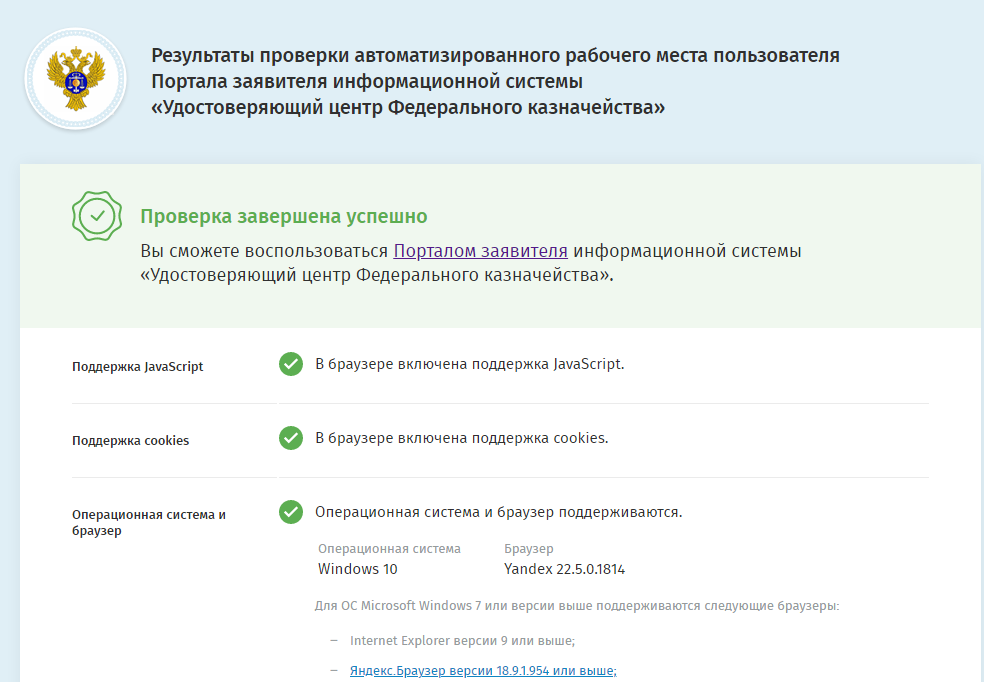 Результаты проверки автоматизированного рабочего места пользователя
Портала заявителя информационной системы
«Удостоверяющий центр Федерального казначейства»
Проверка завершена успешно
Вы сможете воспользоваться Порталом заявителя информационной системы
«Удостоверяющий центр Федерального казначейства».
Поддержка JavaScript
В браузере включена поддержка JavaScript.
Поддержка cookies
В браузере включена поддержка cookies.
Операционная система и
браузер
Операционная система и браузер поддерживаются.
Операционная система Браузер
Windows 10 Yandex 22.5.0.1814
Для ОС Microsoft Windows 7 или версии выше поддерживаются следующие браузеры:
– Internet Explorer версии 9 или выше;
– Яндекс.Браузер версии 18.9.1.954 или выше;